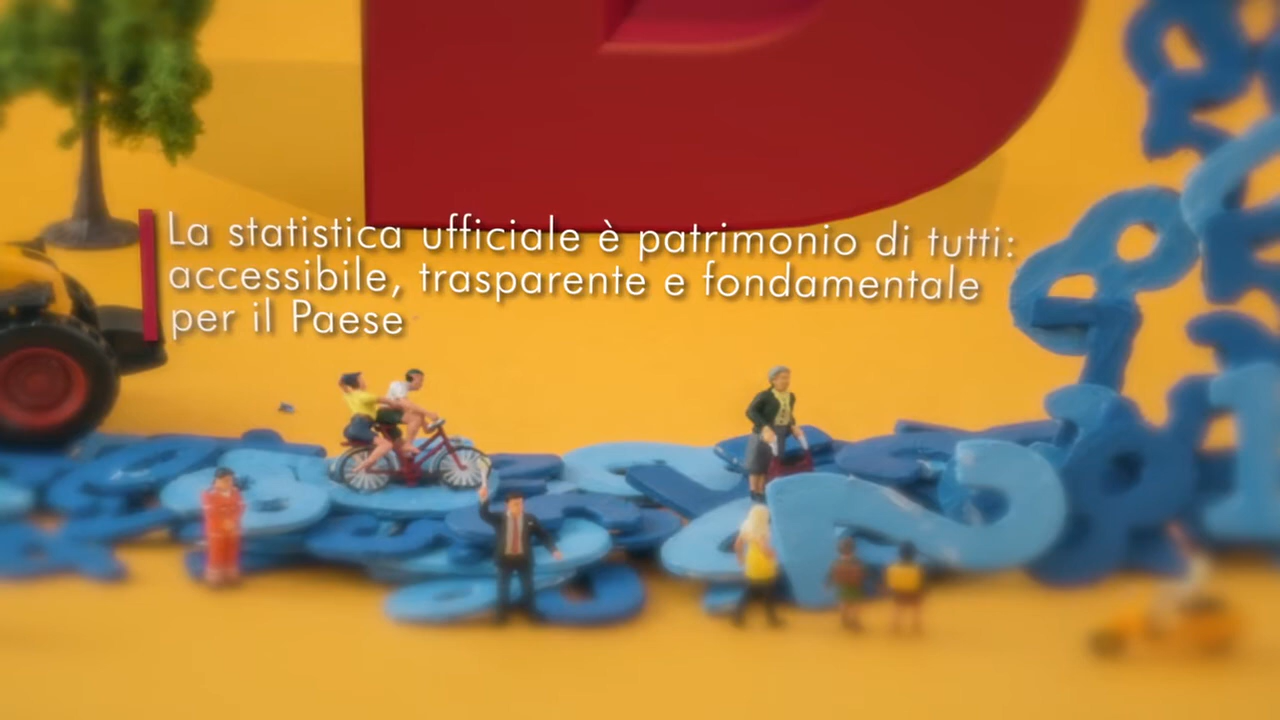 La statistica ufficiale è patrimonio di tutti:
accessibile, trasparente e fondamentale
per il Paese